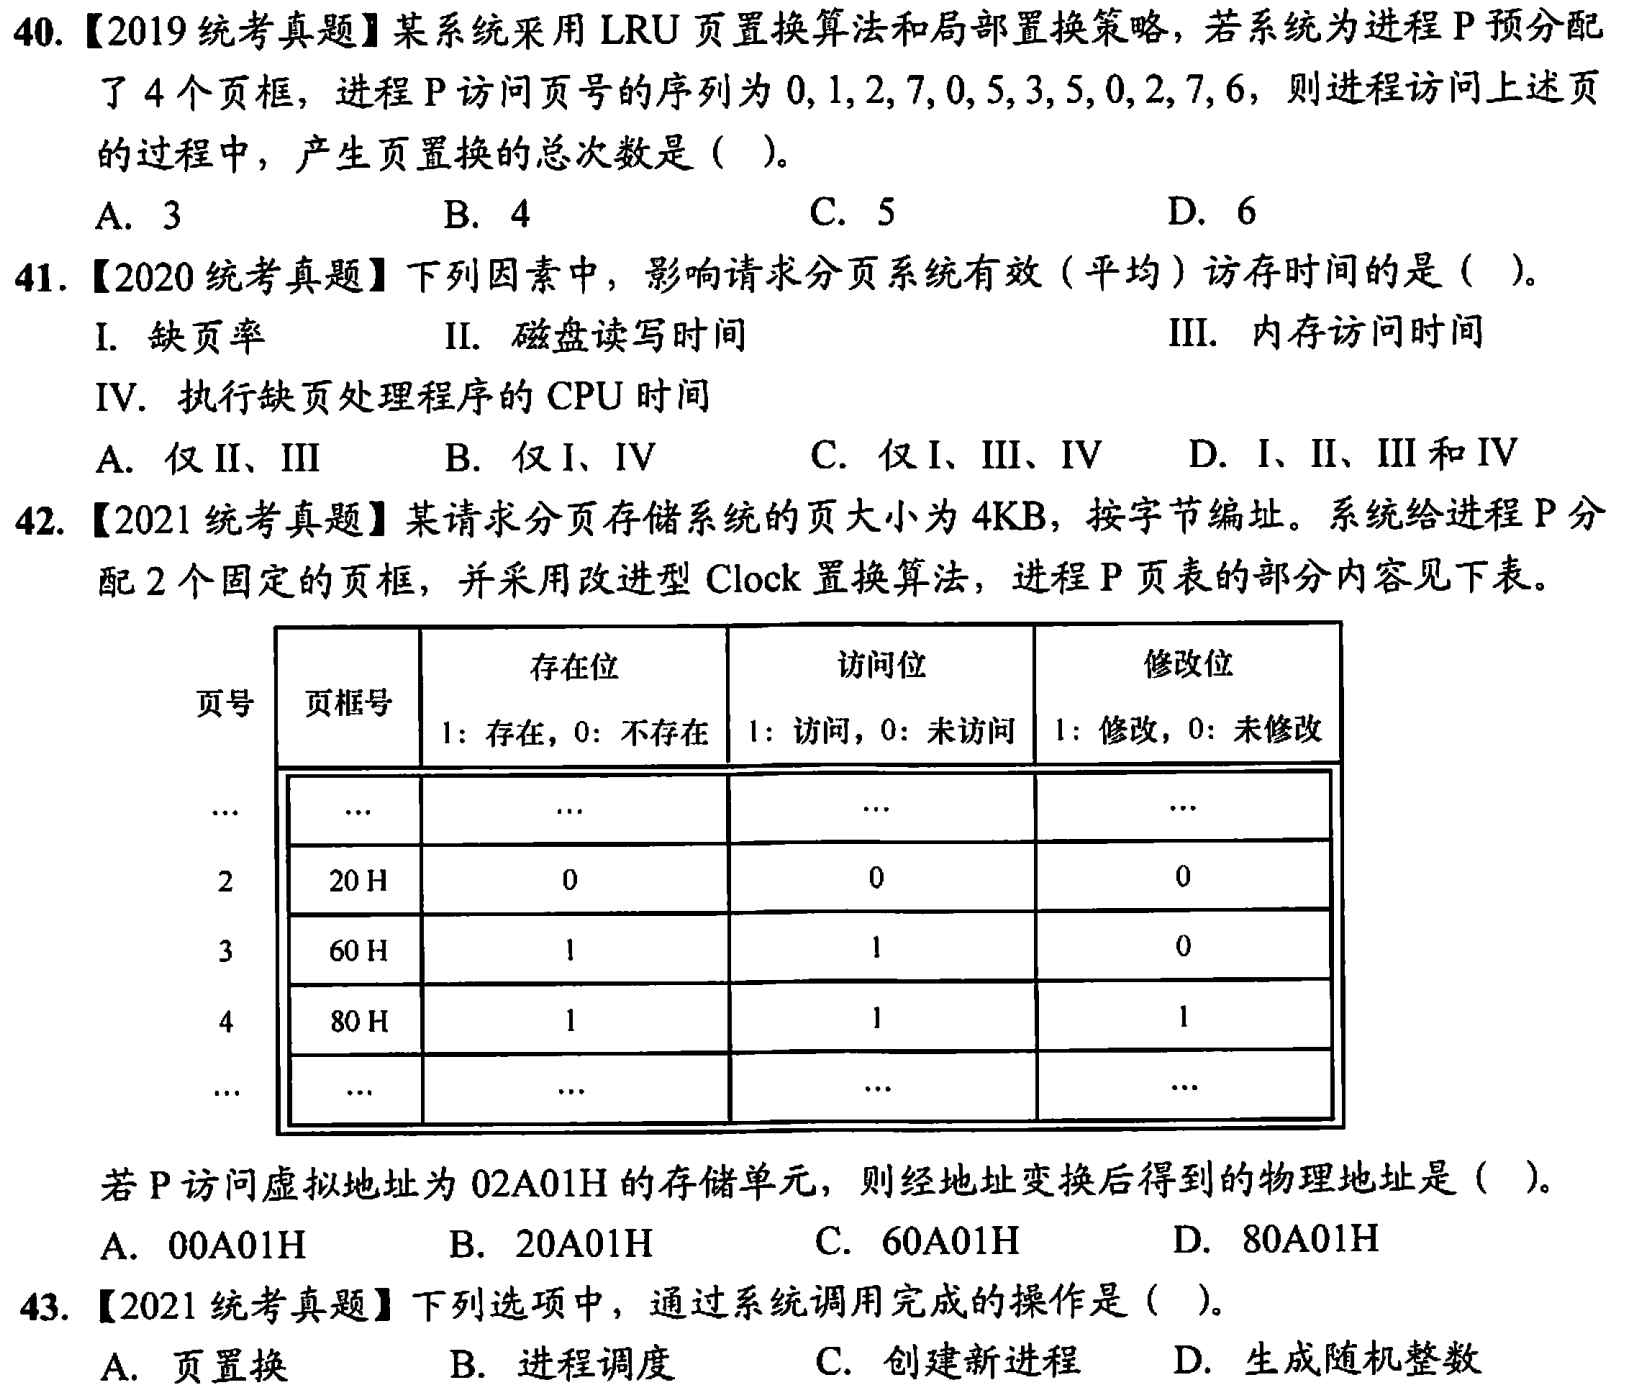 40.【2019 统考真题】某系统采用 LRU 页置换算法和局部置换策略，若系统为进程 P 预分配
了 4 个页框，进程 P 访问页号的序列为 0, 1, 2, 7, 0, 5, 3, 5, 0, 2, 7, 6，则进程访问上述页
的过程中，产生页置换的总次数是（ ）。
A. 3 B. 4 C. 5 D. 6
41.【2020 统考真题】下列因素中，影响请求分页系统有效（平均）访存时间的是（ ）。
I. 缺页率 II. 磁盘读写时间 III. 内存访问时间
IV. 执行缺页处理程序的 CPU 时间
A. 仅 II、III B. 仅 I、IV C. 仅 I、III、IV D. I、II、III 和 IV
42.【2021 统考真题】某请求分页存储系统的页大小为 4KB，按字节编址。系统给进程 P 分
配 2 个固定的页框，并采用改进型 Clock 置换算法，进程 P 页表的部分内容见下表。
页号 页框号 存在位 访问位 修改位
1：存在，0：不存在 1：访问，0：未访问 1：修改，0：未修改
… … … … …
2 20 H 0 0 0
3 60 H 1 1 0
4 80 H 1 1 1
… … … … …
若 P 访问虚拟地址为 02A01H 的存储单元，则经地址变换后得到的物理地址是（ ）。
A. 00A01H B. 20A01H C. 60A01H D. 80A01H
43.【2021 统考真题】下列选项中，通过系统调用完成的操作是（ ）。
A. 页置换 B. 进程调度 C. 创建新进程 D. 生成随机整数